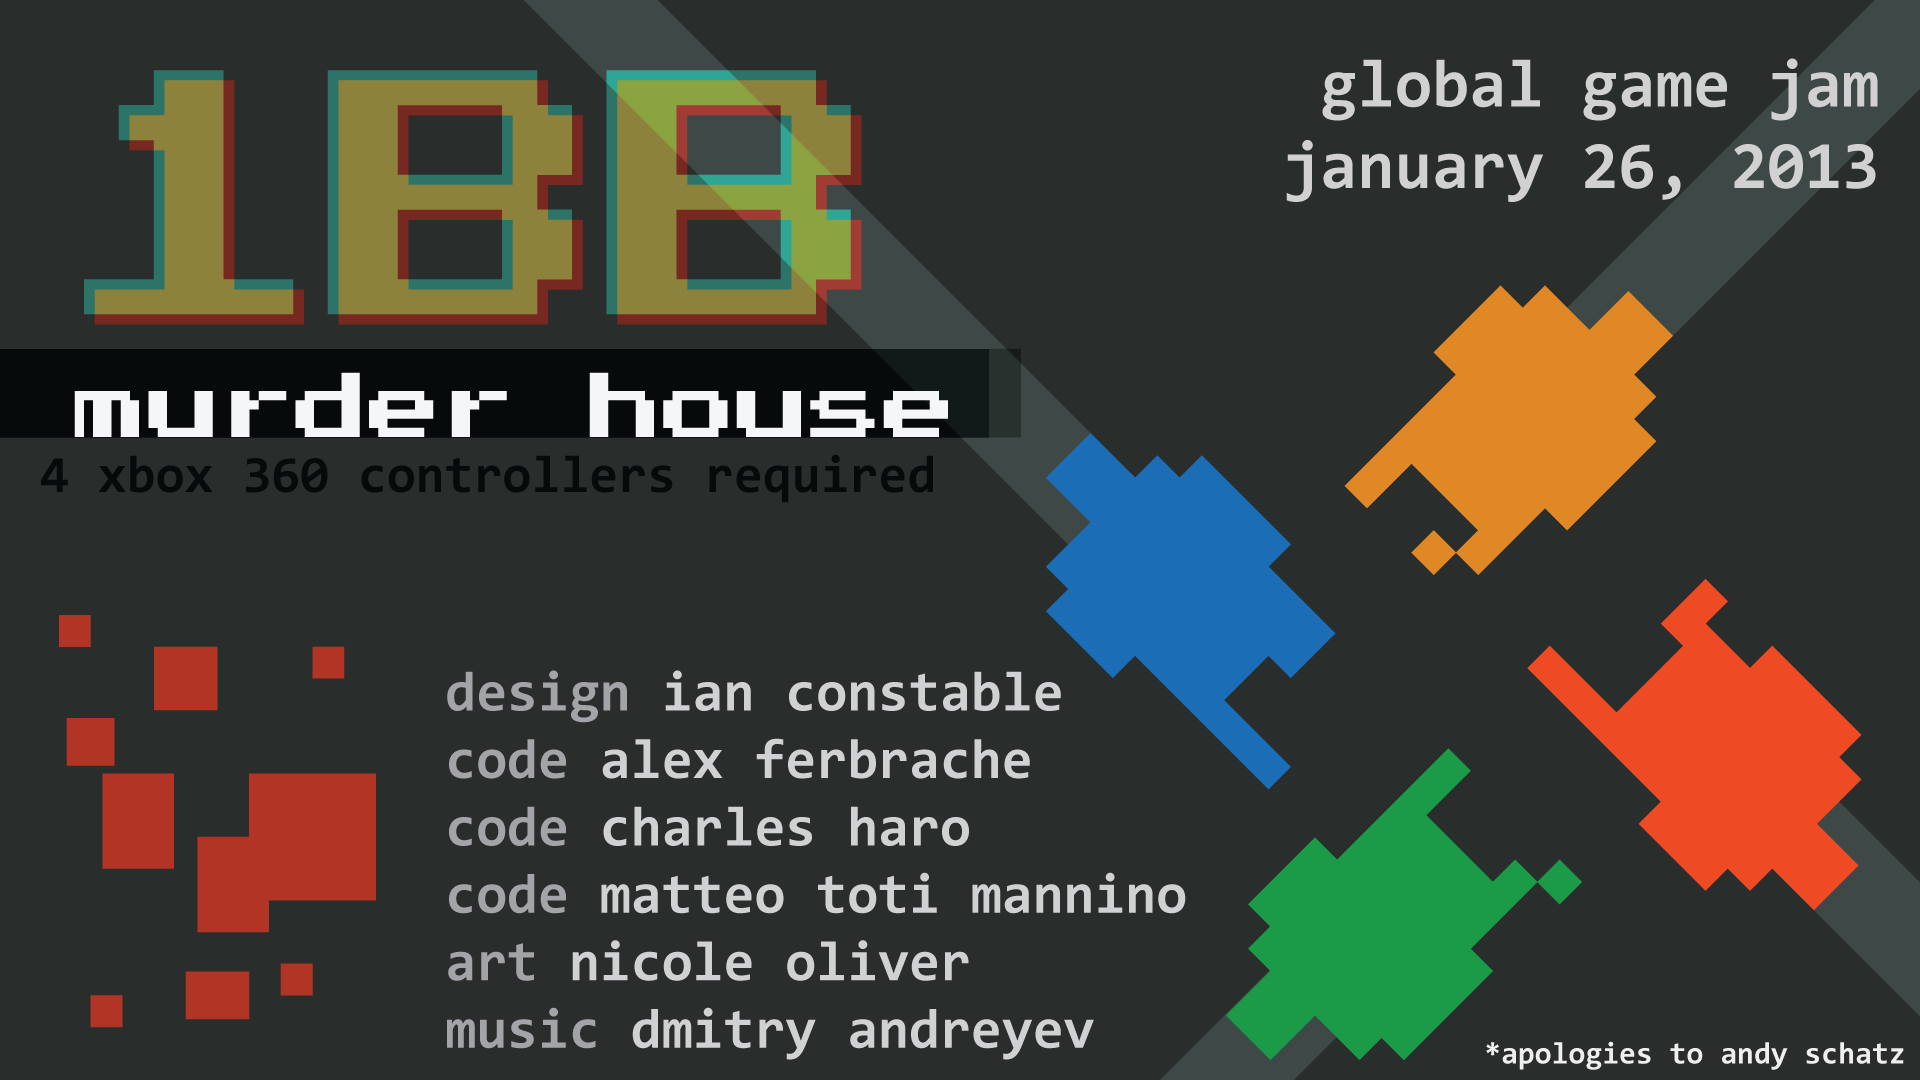 1BB
murder house
4 xbox 360 controllers required
global game jam
january 26, 2013
design ian constable
code alex ferbrache
code charles haro
code matteo toti mannino
art nicole oliver
music dmitry andreyev
*apologies to andy schatz